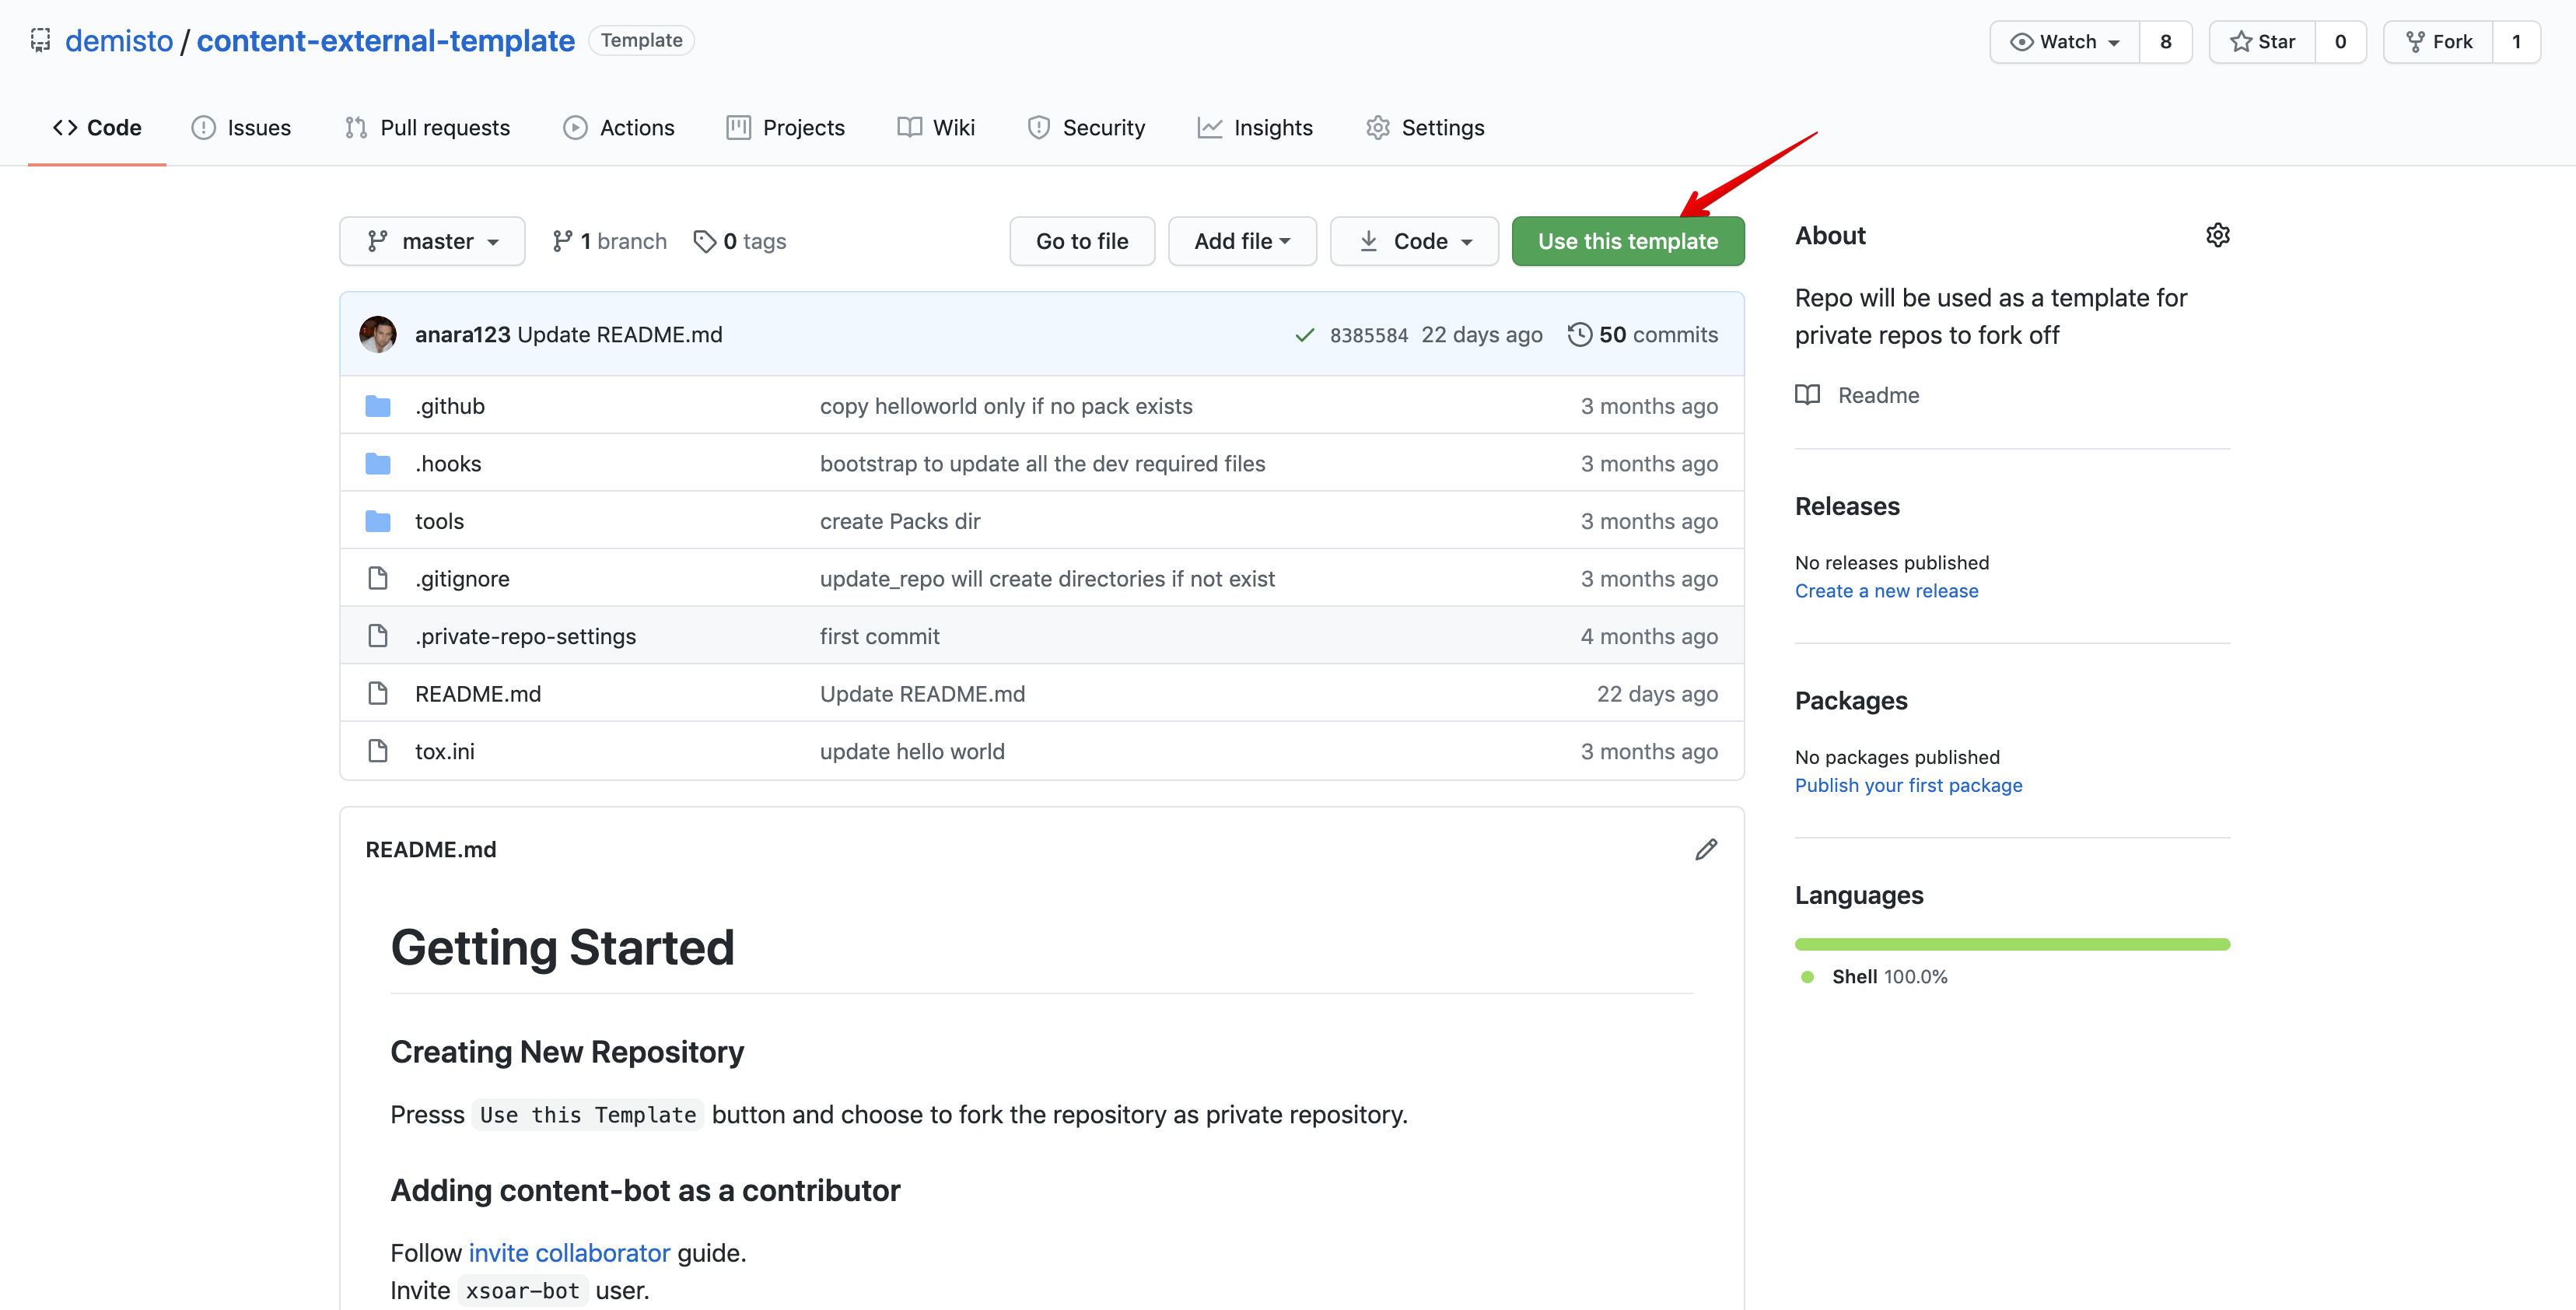 demisto / content-external-template Template
Watch 8 Star 0 Fork 1
Code Issues Pull requests Actions Projects Wiki Security Insights Settings
master 1 branch 0 tags Go to file Add file Code Use this template
anara123 Update README.md 8385584 22 days ago 50 commits
.github copy helloworld only if no pack exists 3 months ago
.hooks bootstrap to update all the dev required files 3 months ago
tools create Packs dir 3 months ago
.gitignore update_repo will create directories if not exist 3 months ago
.private-repo-settings first commit 4 months ago
README.md Update README.md 22 days ago
tox.ini update hello world 3 months ago
README.md
Getting Started
Creating New Repository
Presss Use this Template button and choose to fork the repository as private repository.
Adding content-bot as a contributor
Follow invite collaborator guide.
Invite xsoar-bot user.
About
Repo will be used as a template for
private repos to fork off
Readme
Releases
No releases published
Create a new release
Packages
No packages published
Publish your first package
Languages
Shell 100.0%